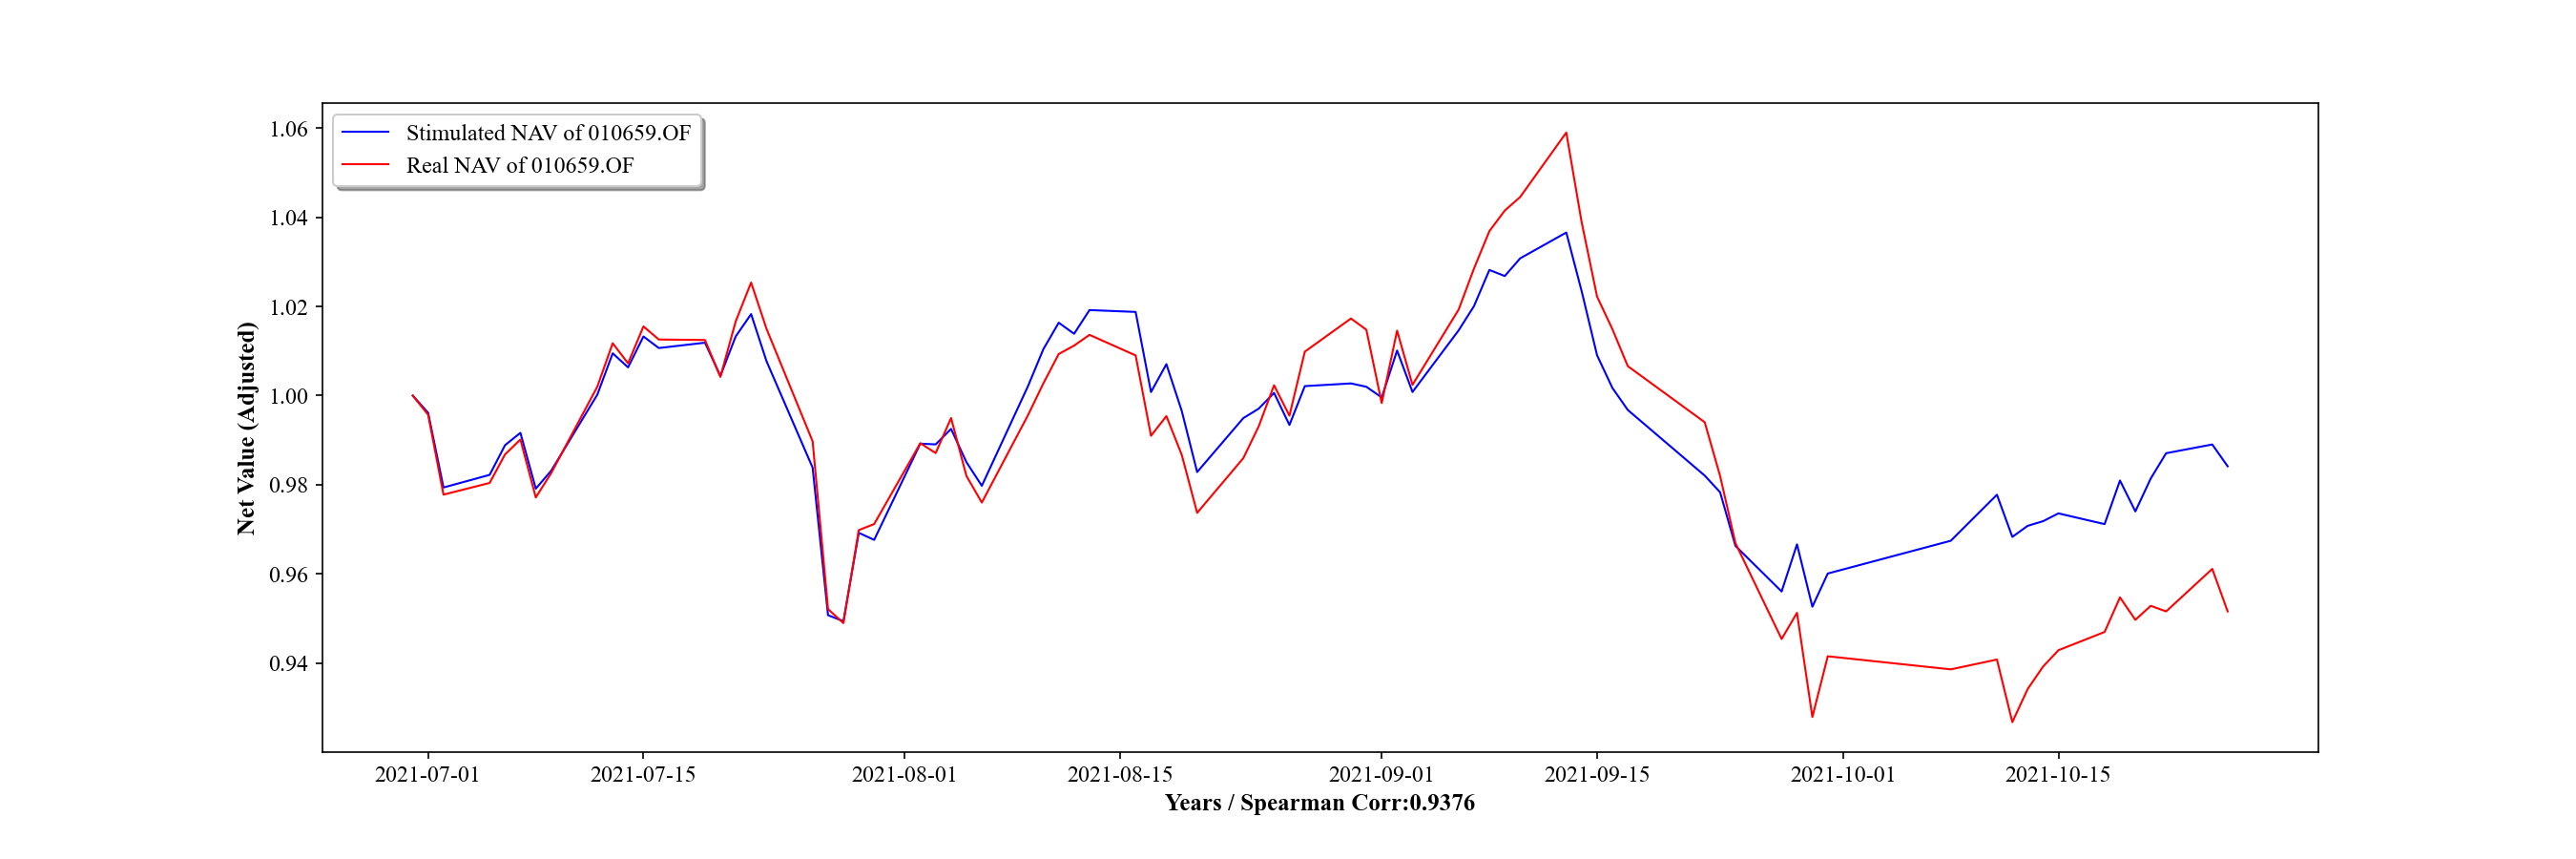 Stimulated NAV of 010659.OF
Real NAV of 010659.OF
1.06
1.04
1.02
1.00
0.98
0.96
0.94
Net Value (Adjusted)
2021-07-01 2021-07-15 2021-08-01 2021-08-15 2021-09-01 2021-09-15 2021-10-01 2021-10-15
Years / Spearman Corr:0.9376